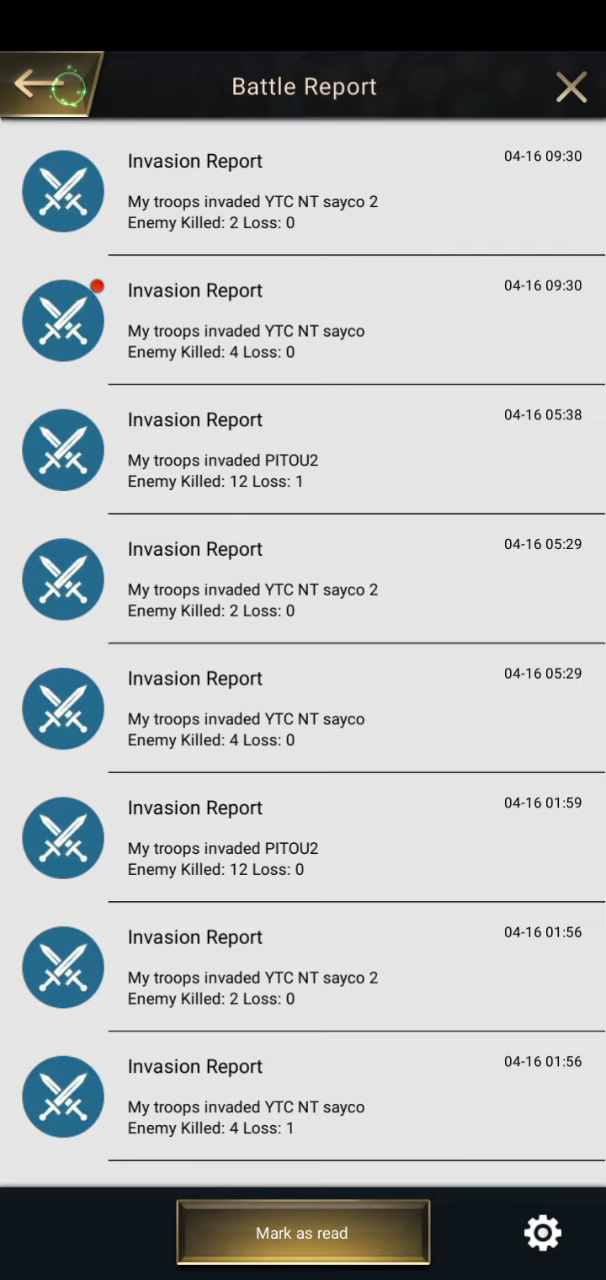 Battle Report
Invasion Report
04-16 09:30
My troops invaded YTC NT sayco 2
Enemy Killed: 2 Loss: 0
Invasion Report
04-16 09:30
My troops invaded YTC NT sayco
Enemy Killed: 4 Loss: 0
Invasion Report
04-16 05:38
My troops invaded PITOU2
Enemy Killed: 12 Loss: 1
Invasion Report
04-16 05:29
My troops invaded YTC NT sayco 2
Enemy Killed: 2 Loss: 0
Invasion Report
04-16 05:29
My troops invaded YTC NT sayco
Enemy Killed: 4 Loss: 0
Invasion Report
04-16 01:59
My troops invaded PITOU2
Enemy Killed: 12 Loss: 0
Invasion Report
04-16 01:56
My troops invaded YTC NT sayco 2
Enemy Killed: 2 Loss: 0
Invasion Report
04-16 01:56
My troops invaded YTC NT sayco
Enemy Killed: 4 Loss: 1
Mark as read